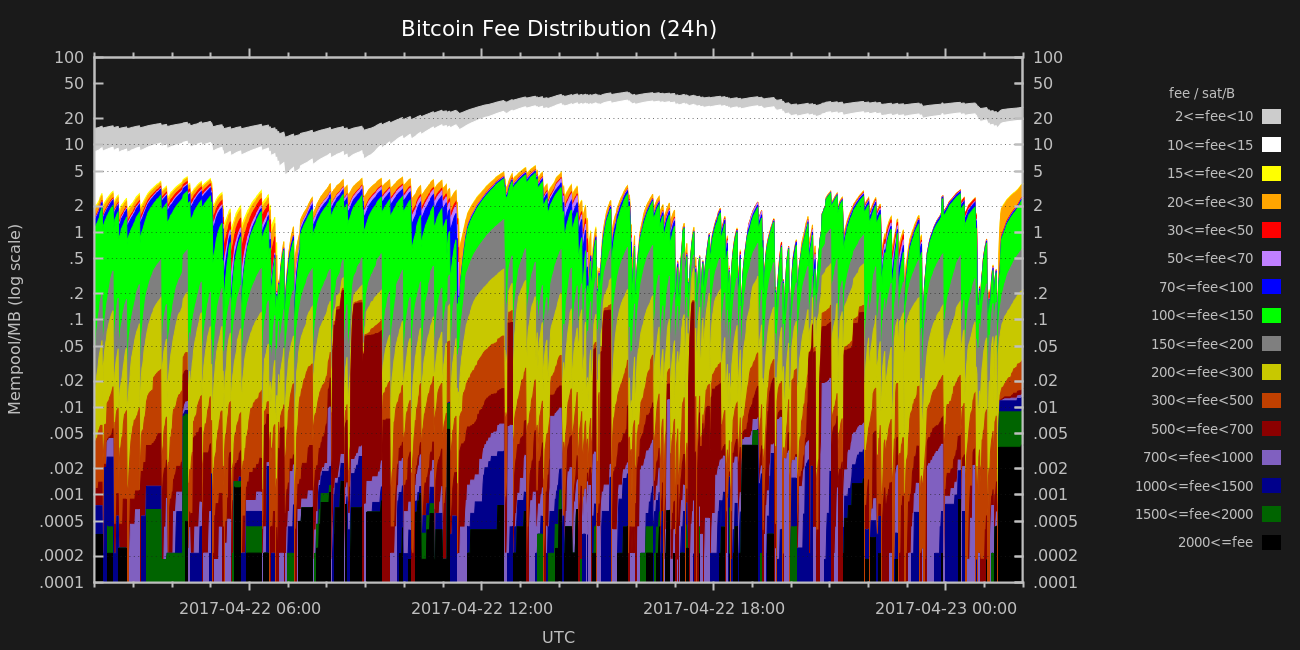 Bitcoin Fee Distribution (24h)
Mempool/MB (log scale)
100
50
20
10
5
2
1
.5
.2
.1
.05
.02
.01
.005
.002
.001
.0005
.0002
.0001
100
50
20
10
5
2
1
.5
.2
.1
.05
.02
.01
.005
.002
.001
.0005
.0002
.0001
2017-04-22 06:00 2017-04-22 12:00 2017-04-22 18:00 2017-04-23 00:00
UTC
fee / sat/B
2<=fee<10
10<=fee<15
15<=fee<20
20<=fee<30
30<=fee<50
50<=fee<70
70<=fee<100
100<=fee<150
150<=fee<200
200<=fee<300
300<=fee<500
500<=fee<700
700<=fee<1000
1000<=fee<1500
1500<=fee<2000
2000<=fee